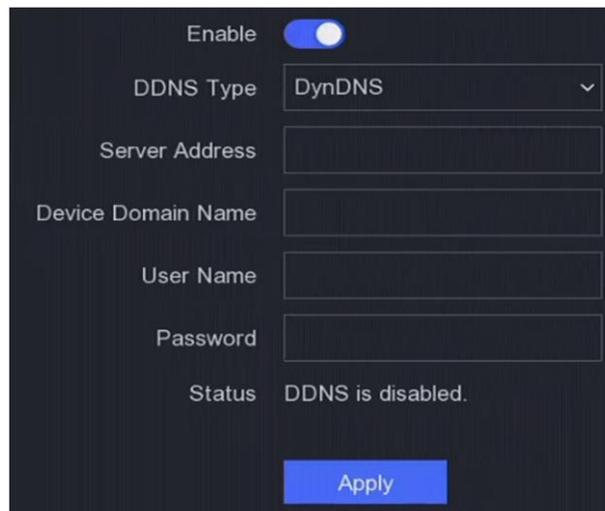 Enable
DDNS Type DynDNS
Server Address
Device Domain Name
User Name
Password
Status DDNS is disabled.
Apply